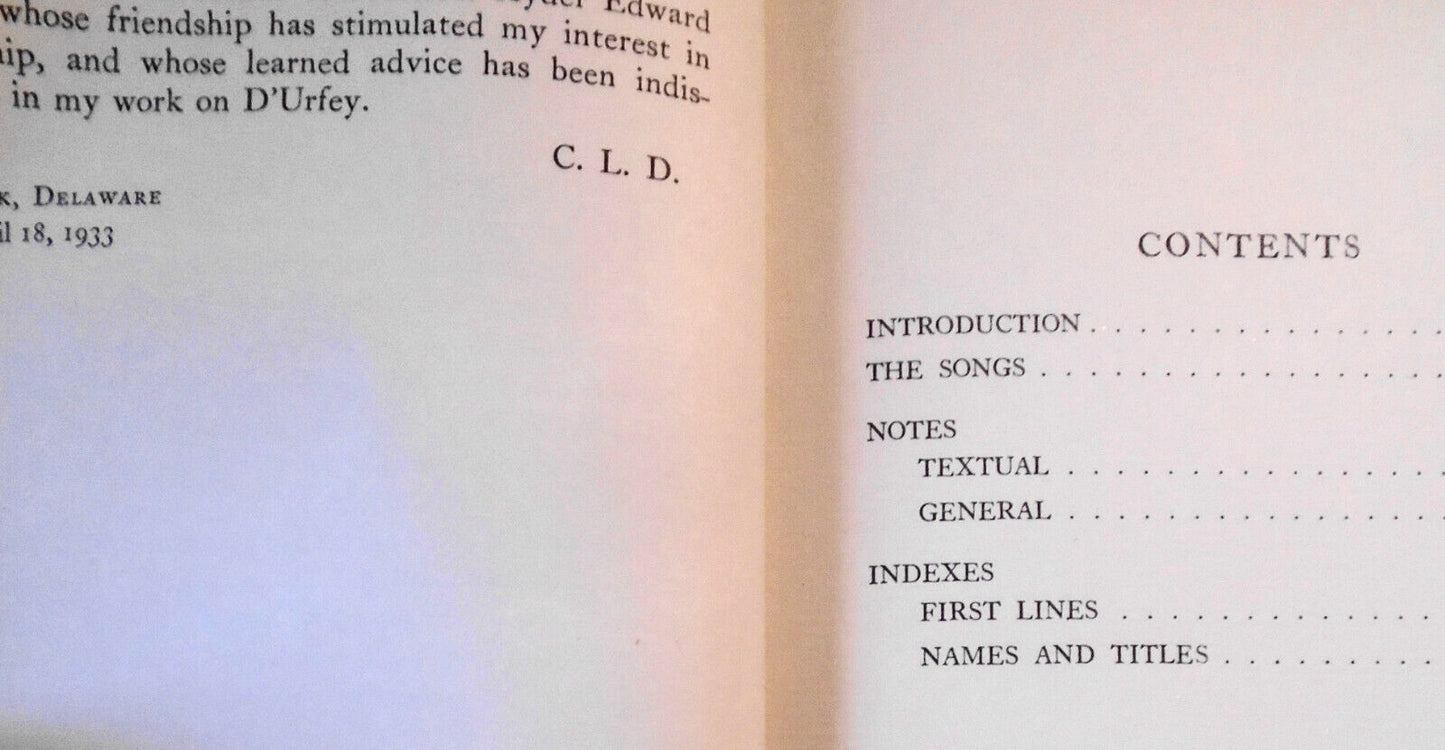 Edward
whose friendship has stimulated my interest in
ip, and whose learned advice has been indis-
in my work on D'Urfey.
C. L. D.
K, DELAWARE
il 18, 1933
CONTENTS
INTRODUCTION . . . . . . . . . . . . . . .
THE SONGS . . . . . . . . . . . . . . . . .
NOTES
TEXTUAL . . . . . . . . . . . . . . . .
GENERAL . . . . . . . . . . . . . . . .
INDEXES
FIRST LINES . . . . . . . . . . . . .
NAMES AND TITLES . . . . . . . . .